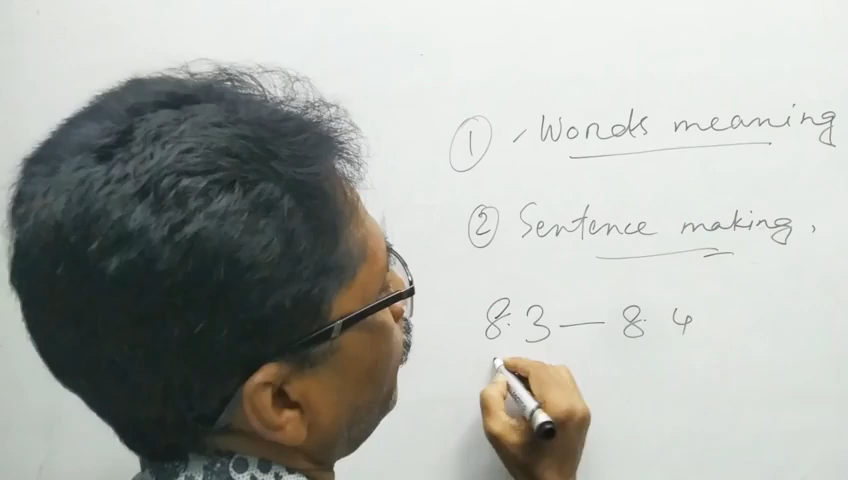 ① Words meaning
② Sentence making.
8.3 — 8.4